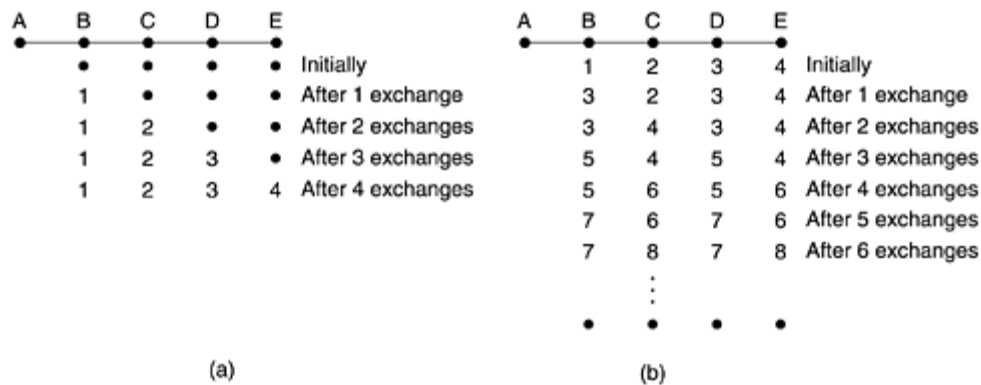 A B C D E
Initially
1 After 1 exchange
1 2 After 2 exchanges
1 2 3 After 3 exchanges
1 2 3 4 After 4 exchanges
(a)
A B C D E
1 2 3 4 Initially
3 2 3 4 After 1 exchange
3 4 3 4 After 2 exchanges
5 4 5 4 After 3 exchanges
5 6 5 6 After 4 exchanges
7 6 7 6 After 5 exchanges
7 8 7 8 After 6 exchanges
(b)